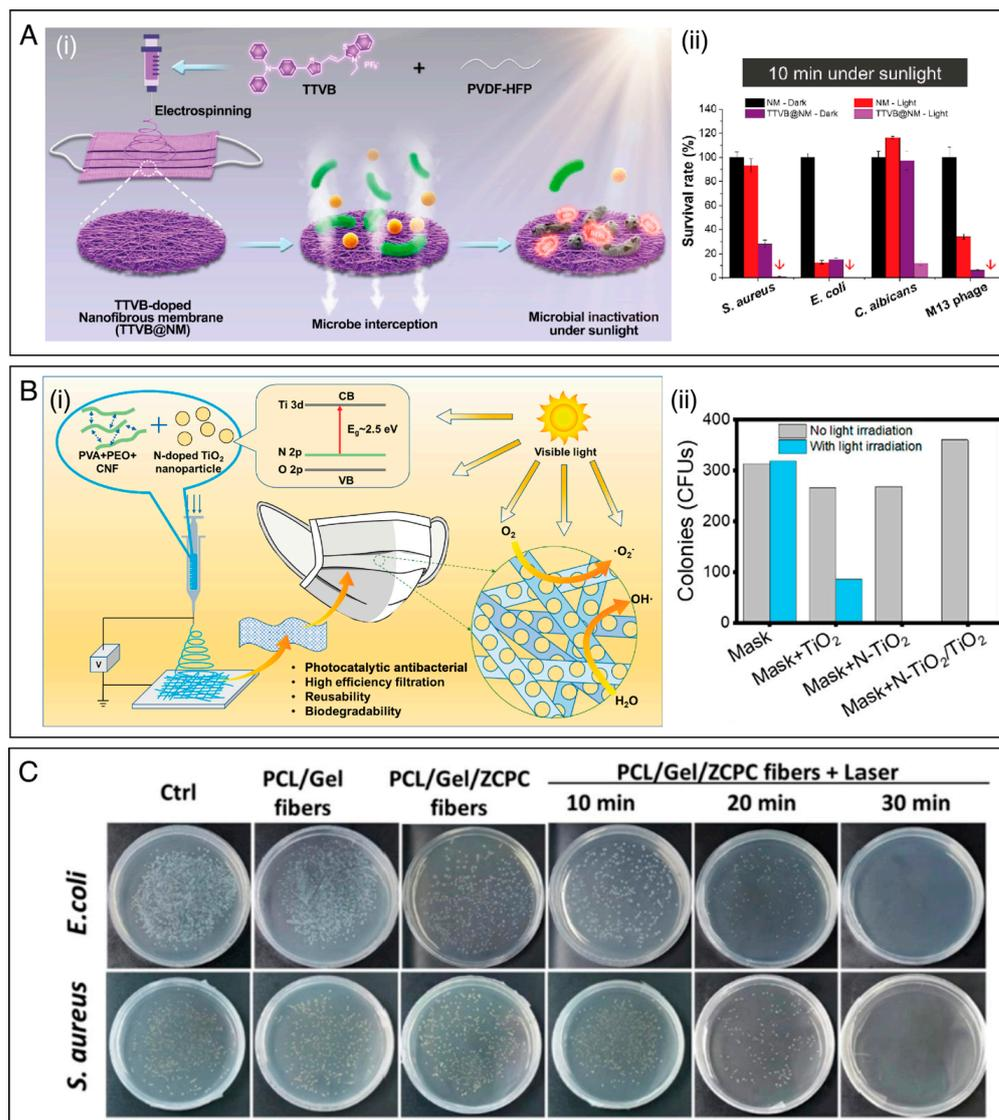 A
(i)
Electrospinning
TTVB
PF₆⁻
+
PVDF-HFP
TTVB-doped
Nanofibrous membrane
(TTVB@NM)
Microbe interception
Microbial inactivation
under sunlight
(ii)
10 min under sunlight
NM - Dark
NM - Light
TTVB@NM - Dark
TTVB@NM - Light
Survival rate (%)
140
120
100
80
60
40
20
0
S. aureus
E. coli
C. albicans
M13 phage
B
(i)
PVA+PEO+
CNF
+
N-doped TiO₂
nanoparticle
CB
Ti 3d
E₉~2.5 eV
N 2p
O 2p
VB
Visible light
V
O₂
·O₂⁻
OH·
H₂O
• Photocatalytic antibacterial
• High efficiency filtration
• Reusability
• Biodegradability
(ii)
No light irradiation
With light irradiation
Colonies (CFUs)
400
300
200
100
0
Mask
Mask+TiO₂
Mask+N-TiO₂
Mask+N-TiO₂/TiO₂
C
Ctrl
PCL/Gel
fibers
PCL/Gel/ZCPC
fibers
PCL/Gel/ZCPC fibers + Laser
10 min
20 min
30 min
E.coli
S. aureus